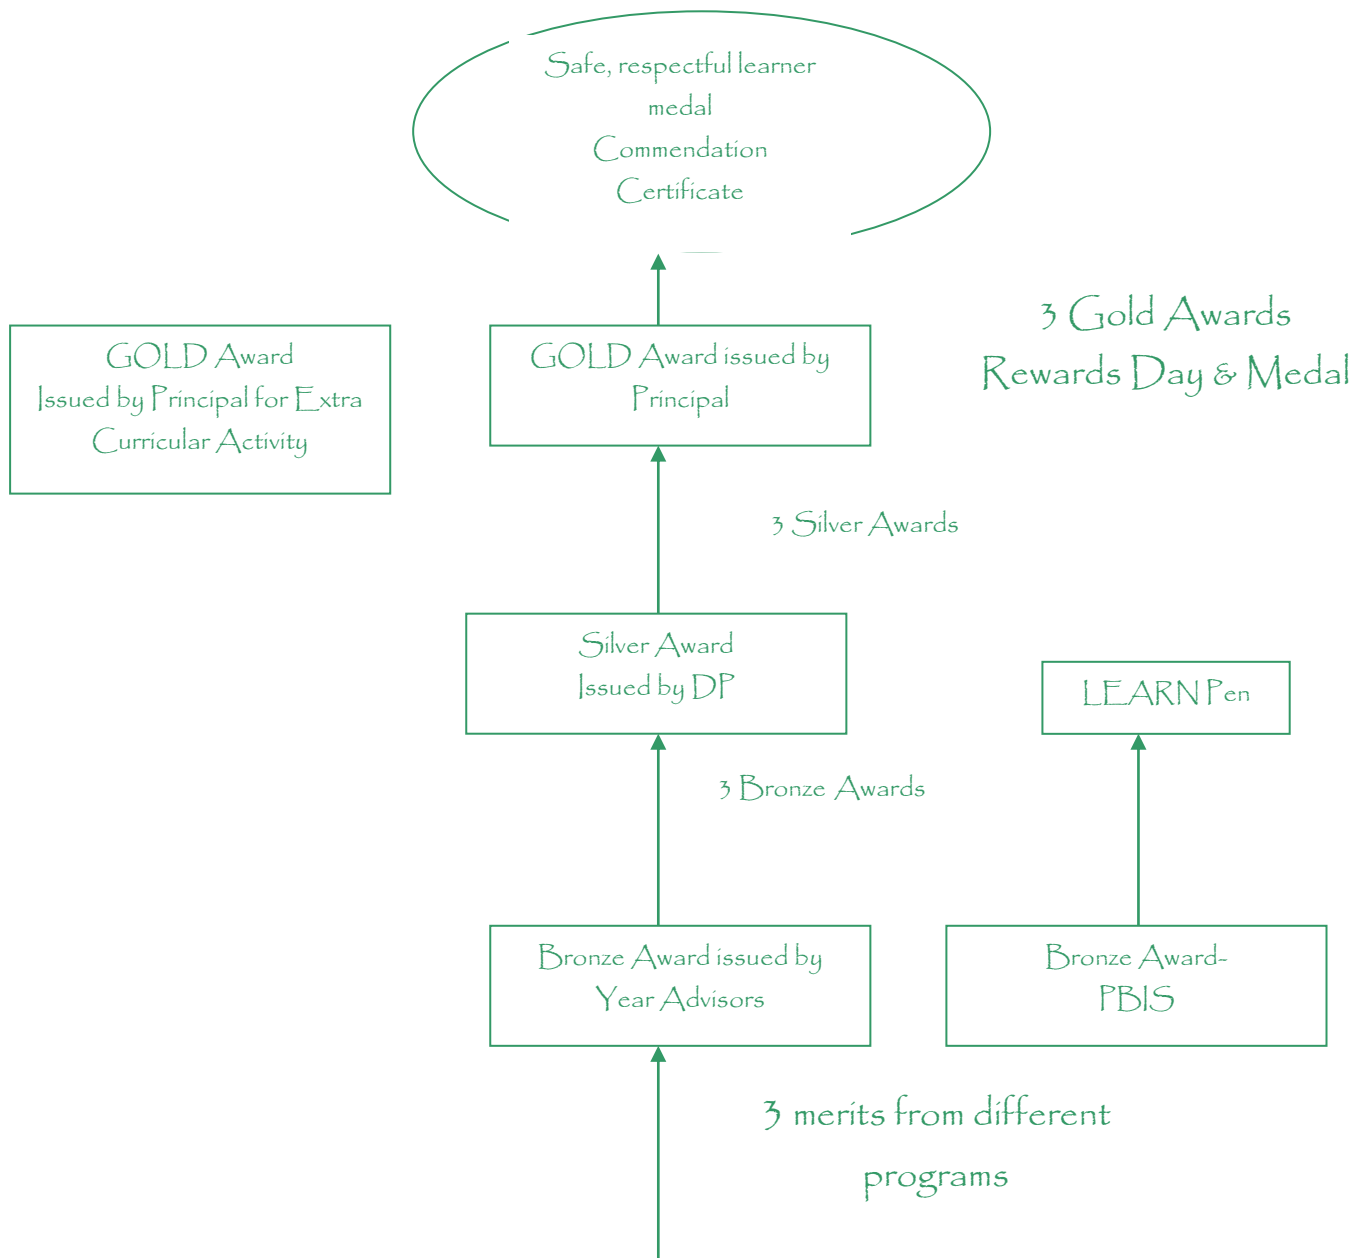 Safe, respectful learner
medal
Commendation
Certificate
3 Gold Awards
Rewards Day & Medal
GOLD Award
Issued by Principal for Extra
Curricular Activity
GOLD Award issued by
Principal
3 Silver Awards
Silver Award
Issued by DP
LEARN Pen
3 Bronze Awards
Bronze Award issued by
Year Advisors
Bronze Award-
PBIS
3 merits from different
programs